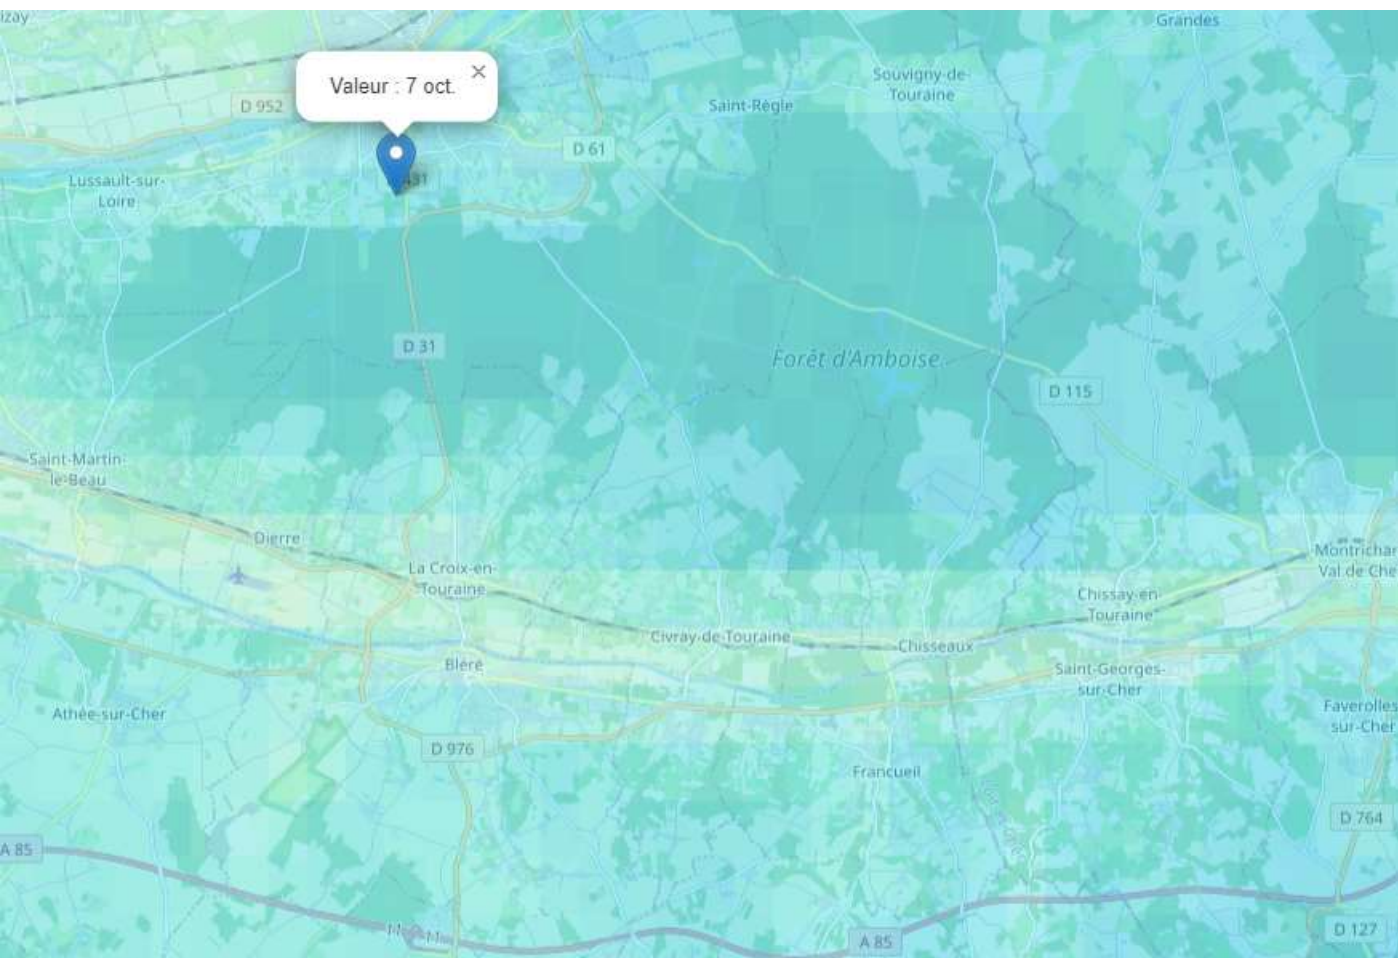 Grandes
Souvigny-de-
Touraine
Valeur : 7 oct.
×
D 952
Saint-Règle
D 61
Lussault-sur-
Loire
D 31
Forêt d'Amboise
D 115
Saint-Martin-
le-Beau
Dierre
La Croix-en-
Touraine
Chissay-en-
Touraine
Civray-de-Touraine
Chisseaux
Bléré
Saint-Georges-
sur-Cher
Athée-sur-Cher
Faverolles
sur-Cher
D 976
Francueil
D 764
A 85
A 85
D 127
Montrichar
Val de Che